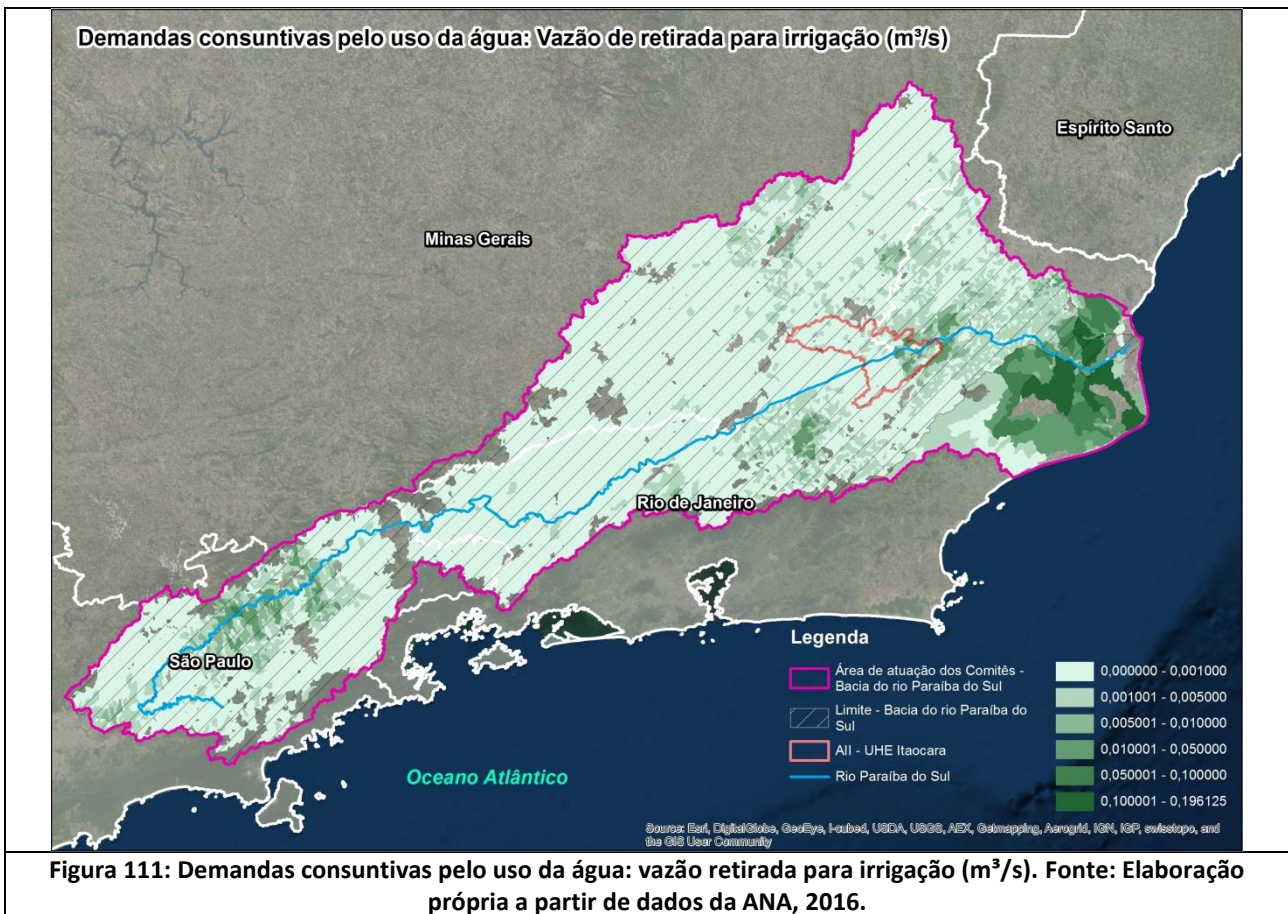 Demandas consuntivas pelo uso da água: Vazão de retirada para irrigação (m³/s)
Espírito Santo
Minas Gerais
Rio de Janeiro
São Paulo
Oceano Atlântico
Legenda
Área de atuação dos Comitês -
Bacia do rio Paraíba do Sul
Limite - Bacia do rio Paraíba do
Sul
AII - UHE Itaocara
Rio Paraíba do Sul
0,000000 - 0,001000
0,001001 - 0,005000
0,005001 - 0,010000
0,010001 - 0,050000
0,050001 - 0,100000
0,100001 - 0,196125
Source: Esri, DigitalGlobe, GeoEye, i-cubed, USDA, USGS, AEX, Getmapping, Aerogrid, IGN, IGP, swisstopo, and
the GIS User Community
Figura 111: Demandas consuntivas pelo uso da água: vazão retirada para irrigação (m³/s). Fonte: Elaboração
própria a partir de dados da ANA, 2016.